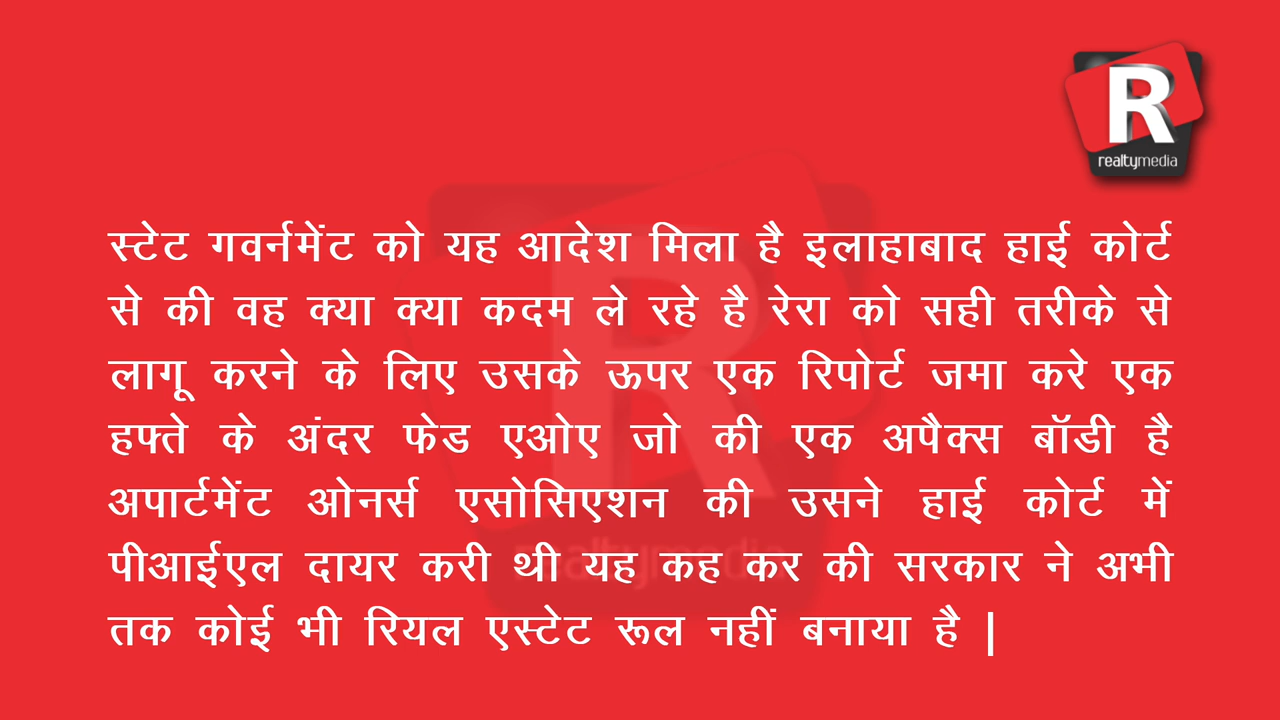 R
realtymedia
स्टेट गवर्नमेंट को यह आदेश मिला है इलाहाबाद हाई कोर्ट
से की वह क्या क्या कदम ले रहे है रेरा को सही तरीके से
लागू करने के लिए उसके ऊपर एक रिपोर्ट जमा करे एक
हफ्ते के अंदर फेड एओए जो की एक अपैक्स बॉडी है
अपार्टमेंट ओनर्स एसोसिएशन की उसने हाई कोर्ट में
पीआईएल दायर करी थी यह कह कर की सरकार ने अभी
तक कोई भी रियल एस्टेट रूल नहीं बनाया है |
R
realtymedia